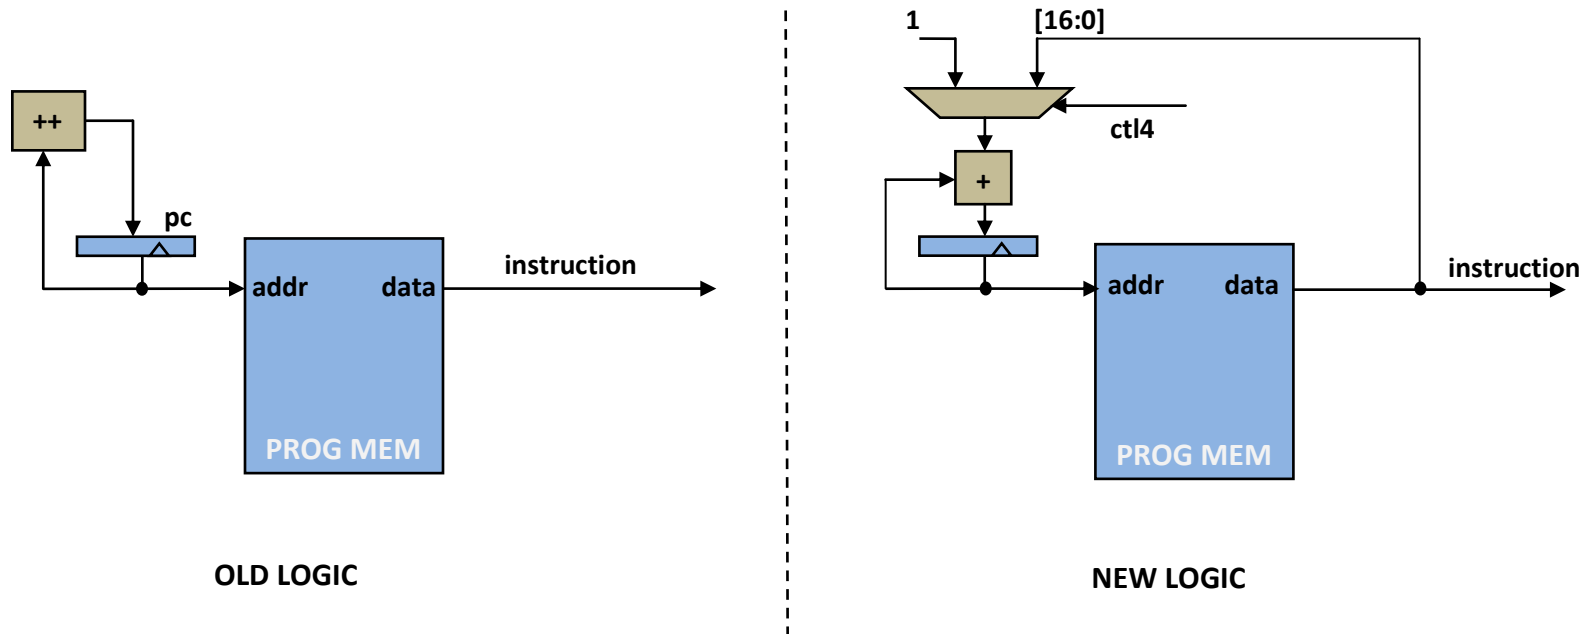 ++
pc
addr
data
instruction
PROG MEM
OLD LOGIC
1
[16:0]
ctl4
+
addr
data
instruction
PROG MEM
NEW LOGIC